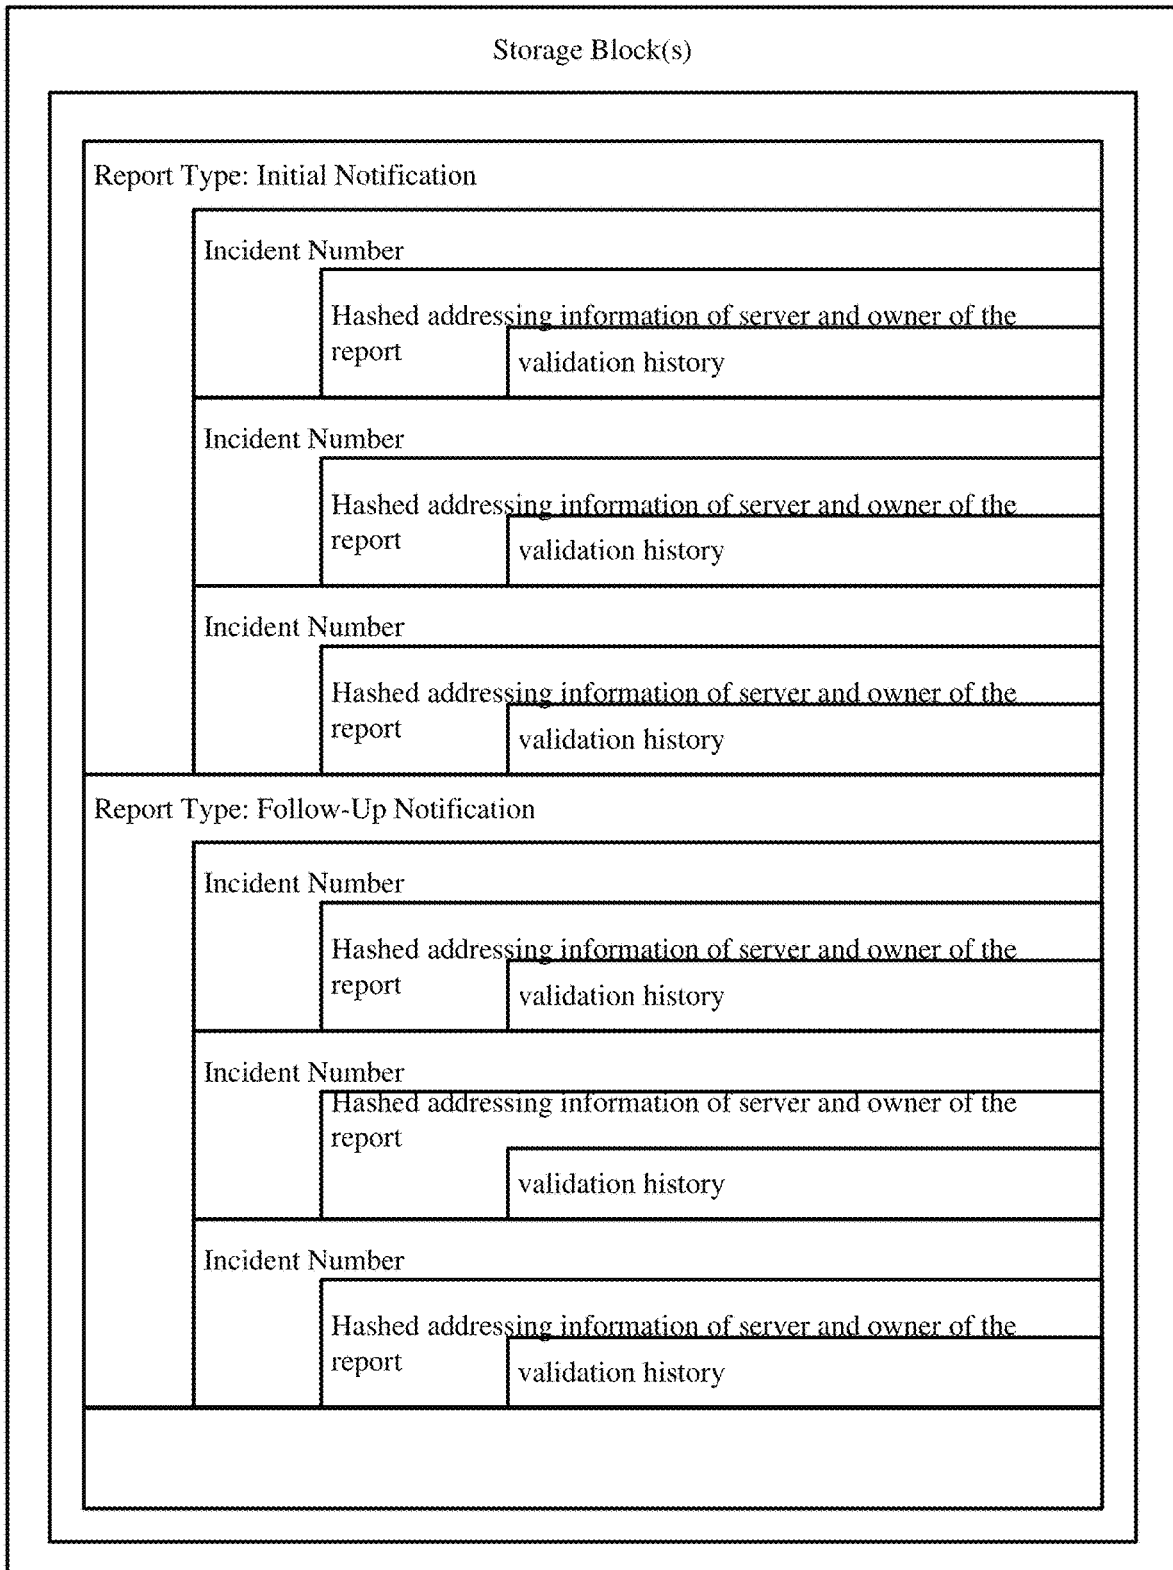 Storage Block(s)
Report Type: Initial Notification
Incident Number
Hashed addressing information of server and owner of the
report
validation history
Incident Number
Hashed addressing information of server and owner of the
report
validation history
Incident Number
Hashed addressing information of server and owner of the
report
validation history
Report Type: Follow-Up Notification
Incident Number
Hashed addressing information of server and owner of the
report
validation history
Incident Number
Hashed addressing information of server and owner of the
report
validation history
Incident Number
Hashed addressing information of server and owner of the
report
validation history